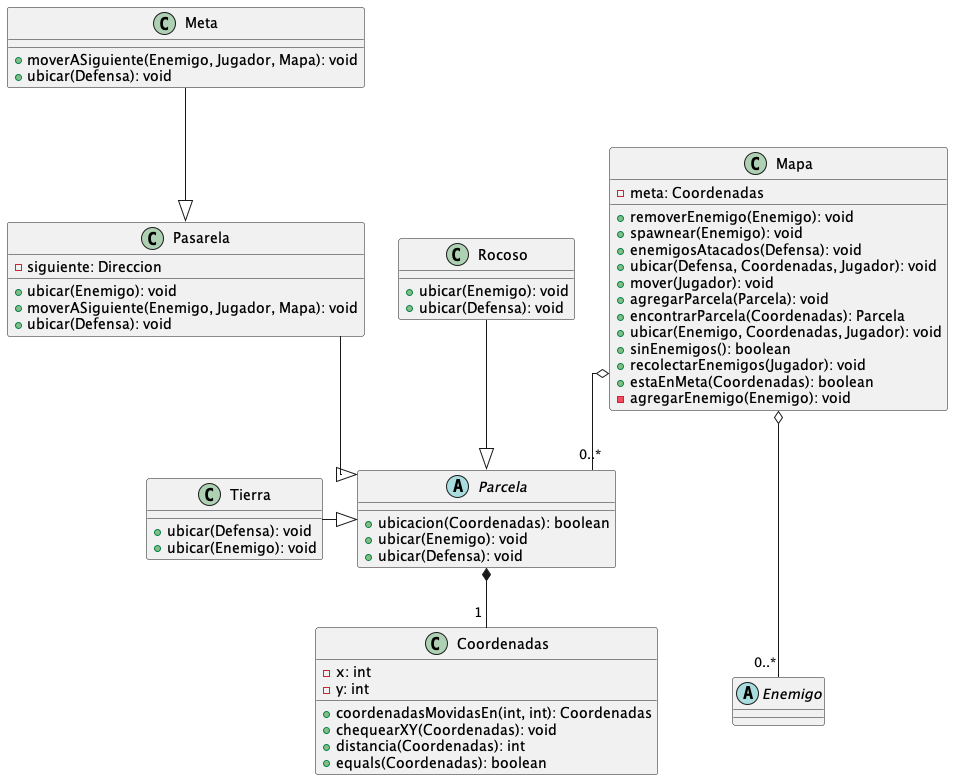 C Meta
moverASiguiente(Enemigo, Jugador, Mapa): void
ubicar(Defensa): void
C Mapa
meta: Coordenadas
removerEnemigo(Enemigo): void
spawnear(Enemigo): void
enemigosAtacados(Defensa): void
ubicar(Defensa, Coordenadas, Jugador): void
mover(Jugador): void
agregarParcela(Parcela): void
encontrarParcela(Coordenadas): Parcela
ubicar(Enemigo, Coordenadas, Jugador): void
sinEnemigos(): boolean
recolectarEnemigos(Jugador): void
estaEnMeta(Coordenadas): boolean
agregarEnemigo(Enemigo): void
C Pasarela
siguiente: Direccion
ubicar(Enemigo): void
moverASiguiente(Enemigo, Jugador, Mapa): void
ubicar(Defensa): void
C Rocoso
ubicar(Enemigo): void
ubicar(Defensa): void
0..*
C Tierra
ubicar(Defensa): void
ubicar(Enemigo): void
A Parcela
ubicacion(Coordenadas): boolean
ubicar(Enemigo): void
ubicar(Defensa): void
1
C Coordenadas
x: int
y: int
coordenadasMovidasEn(int, int): Coordenadas
chequearXY(Coordenadas): void
distancia(Coordenadas): int
equals(Coordenadas): boolean
0..*
A Enemigo